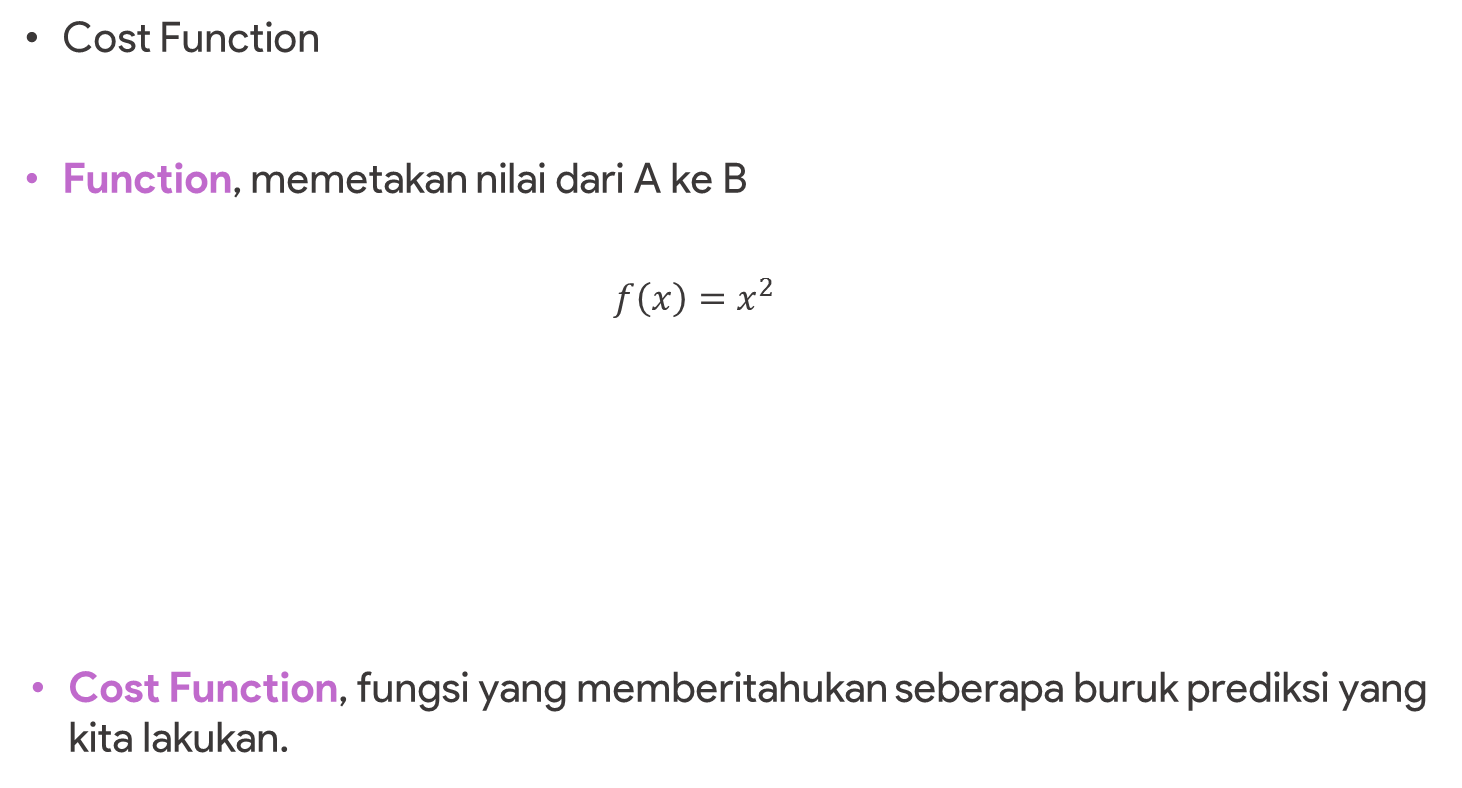 • Cost Function
• Function, memetakan nilai dari A ke B
f(x) = x²
• Cost Function, fungsi yang memberitahukan seberapa buruk prediksi yang
kita lakukan.